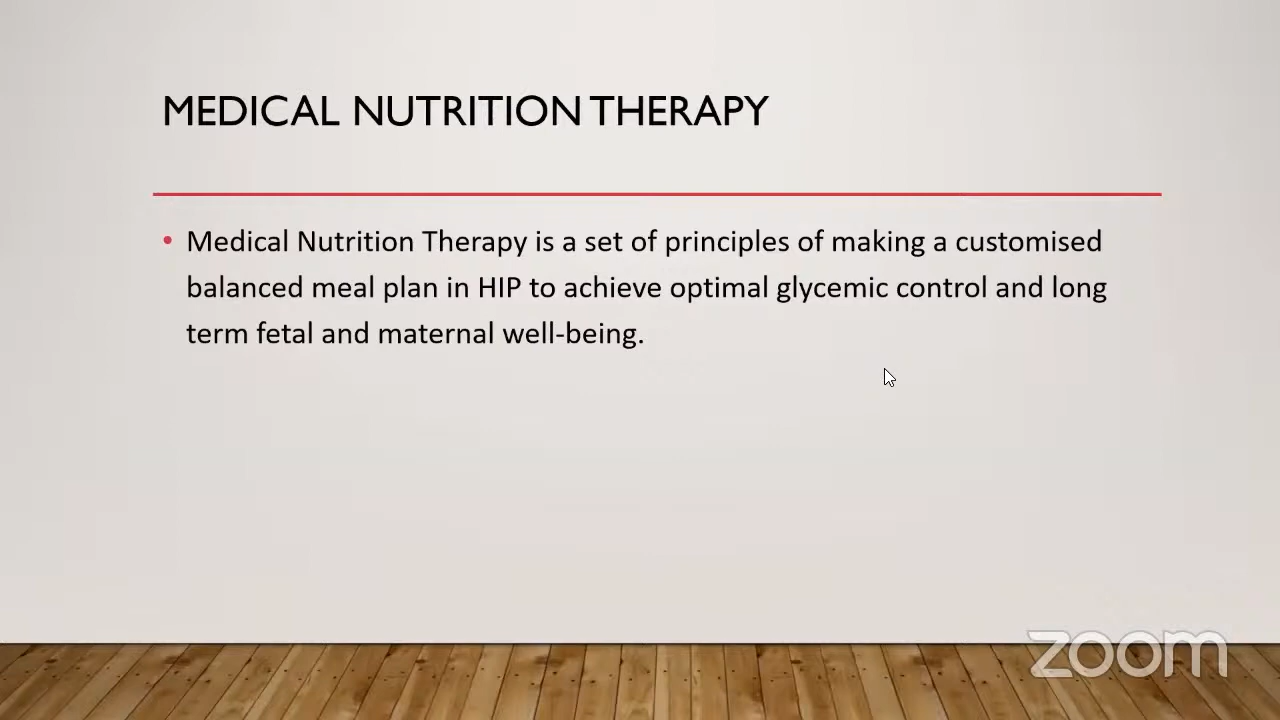 MEDICAL NUTRITION THERAPY
• Medical Nutrition Therapy is a set of principles of making a customised
balanced meal plan in HIP to achieve optimal glycemic control and long
term fetal and maternal well-being.
zoom